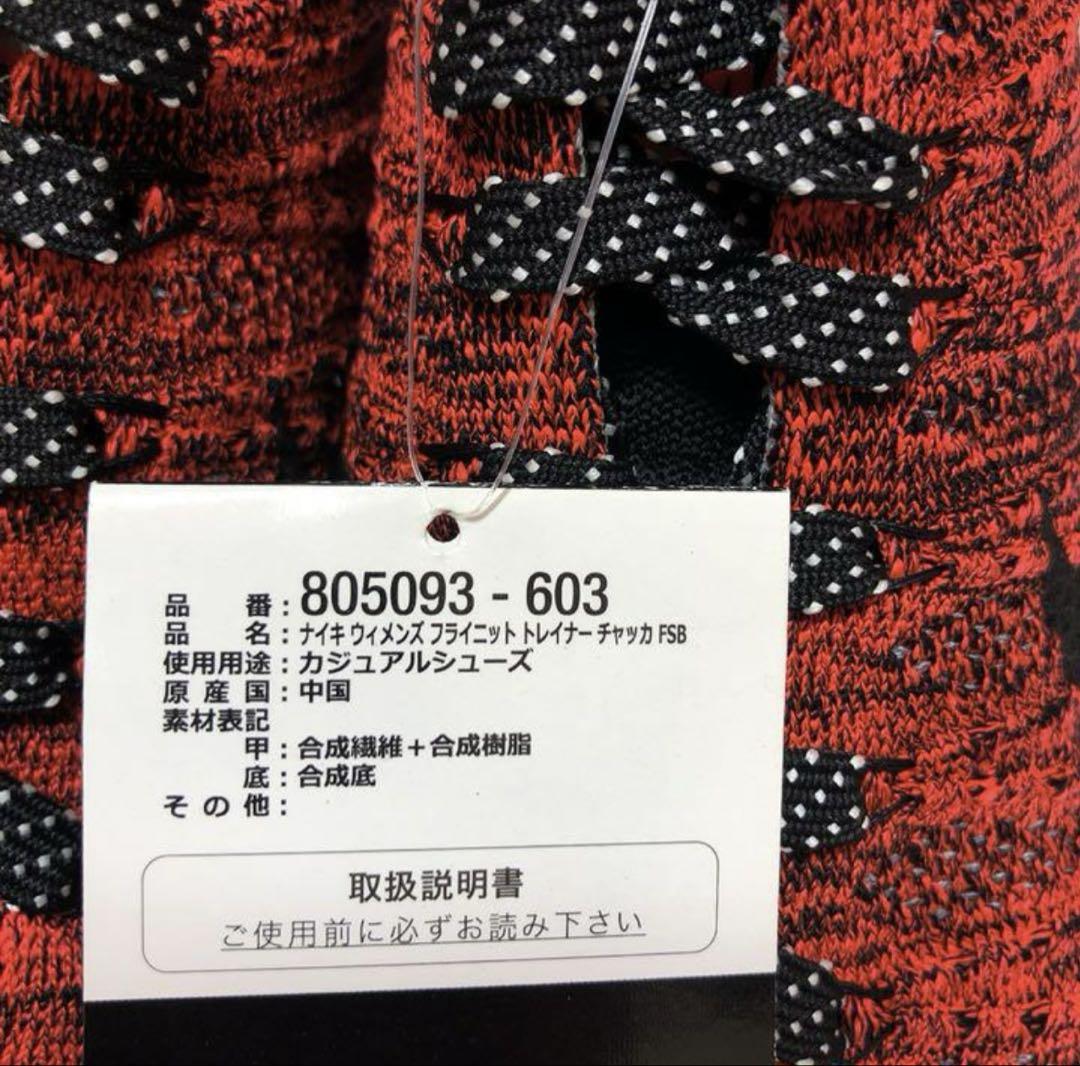 品番：805093 - 603
品名：ナイキ ウィメンズ フライニット トレイナー チャッカ FSB
使用用途：カジュアルシューズ
原産国：中国
素材表記
甲：合成繊維＋合成樹脂
底：合成底
その他：
取扱説明書
ご使用前に必ずお読み下さい